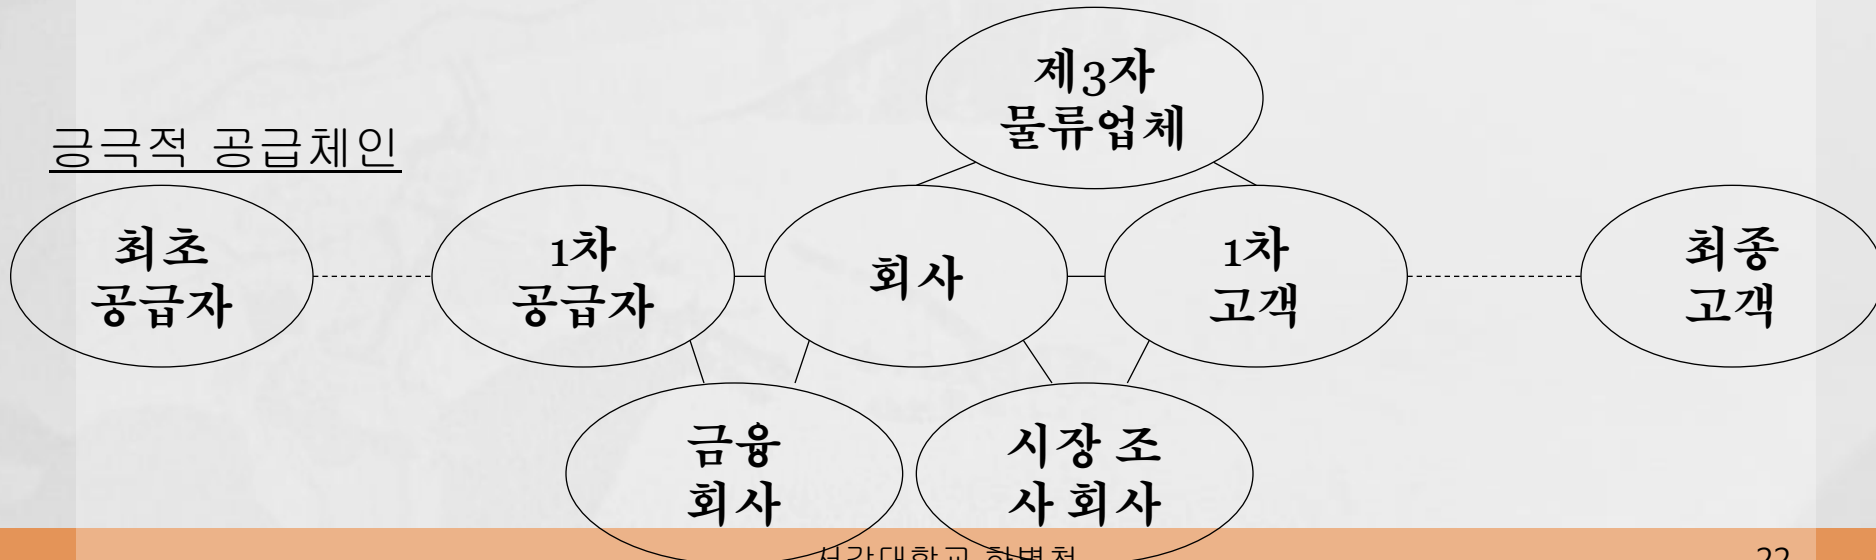 제3자
물류업체
긍극적 공급체인
최초
공급자
1차
공급자
회사
1차
고객
최종
고객
금융
회사
시장 조
사 회사
22